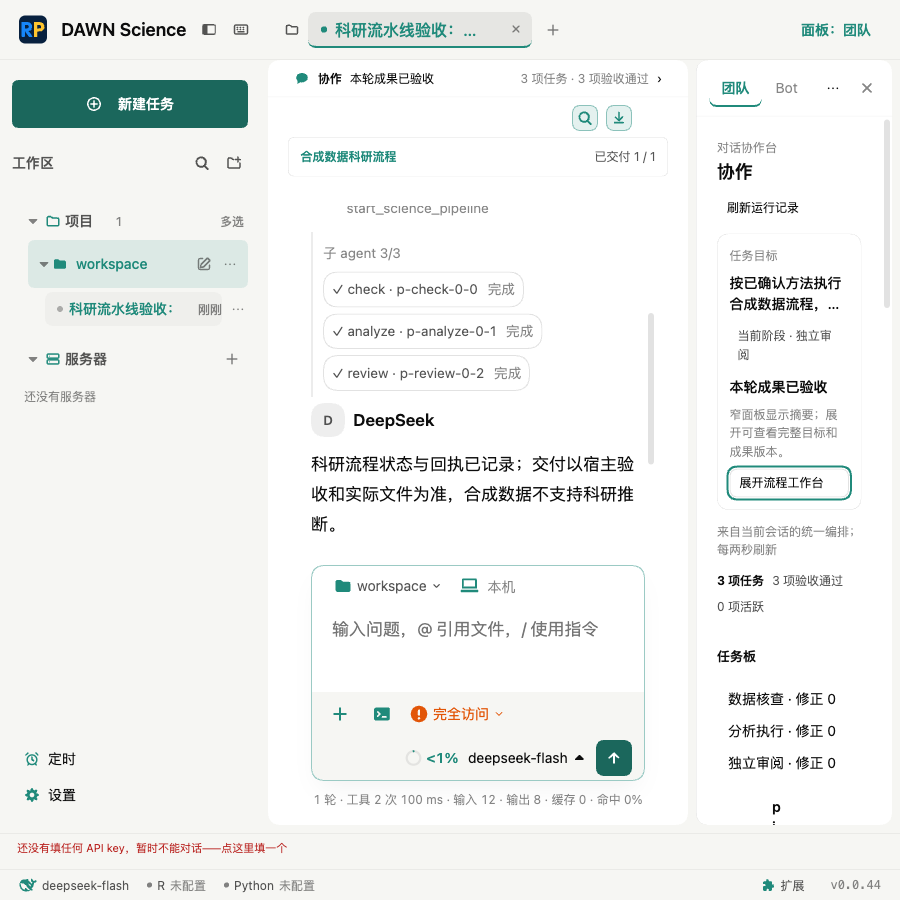 RP DAWN Science
科研流水线验收：...
面板：团队
新建任务
工作区
项目 1 多选
workspace
科研流水线验收： 刚刚
服务器
还没有服务器
定时
设置
协作 本轮成果已验收 3 项任务 · 3 项验收通过
合成数据科研流程 已交付 1 / 1
start_science_pipeline
子 agent 3/3
check · p-check-0-0 完成
analyze · p-analyze-0-1 完成
review · p-review-0-2 完成
D DeepSeek
科研流程状态与回执已记录；交付以宿主验
收和实际文件为准，合成数据不支持科研推
断。
workspace 本机
输入问题，@ 引用文件，/ 使用指令
完全访问
<1% deepseek-flash
1 轮 · 工具 2 次 100 ms · 输入 12 · 输出 8 · 缓存 0 · 命中 0%
团队 Bot
对话协作台
协作
刷新运行记录
任务目标
按已确认方法执行
合成数据流程，...
当前阶段 · 独立审
阅
本轮成果已验收
窄面板显示摘要；展
开可查看完整目标和
成果版本。
展开流程工作台
来自当前会话的统一编排；
每两秒刷新
3 项任务 3 项验收通过
0 项活跃
任务板
数据核查 · 修正 0
分析执行 · 修正 0
独立审阅 · 修正 0
p
还没有填任何 API key，暂时不能对话——点这里填一个
deepseek-flash R 未配置 Python 未配置
扩展 v0.0.44